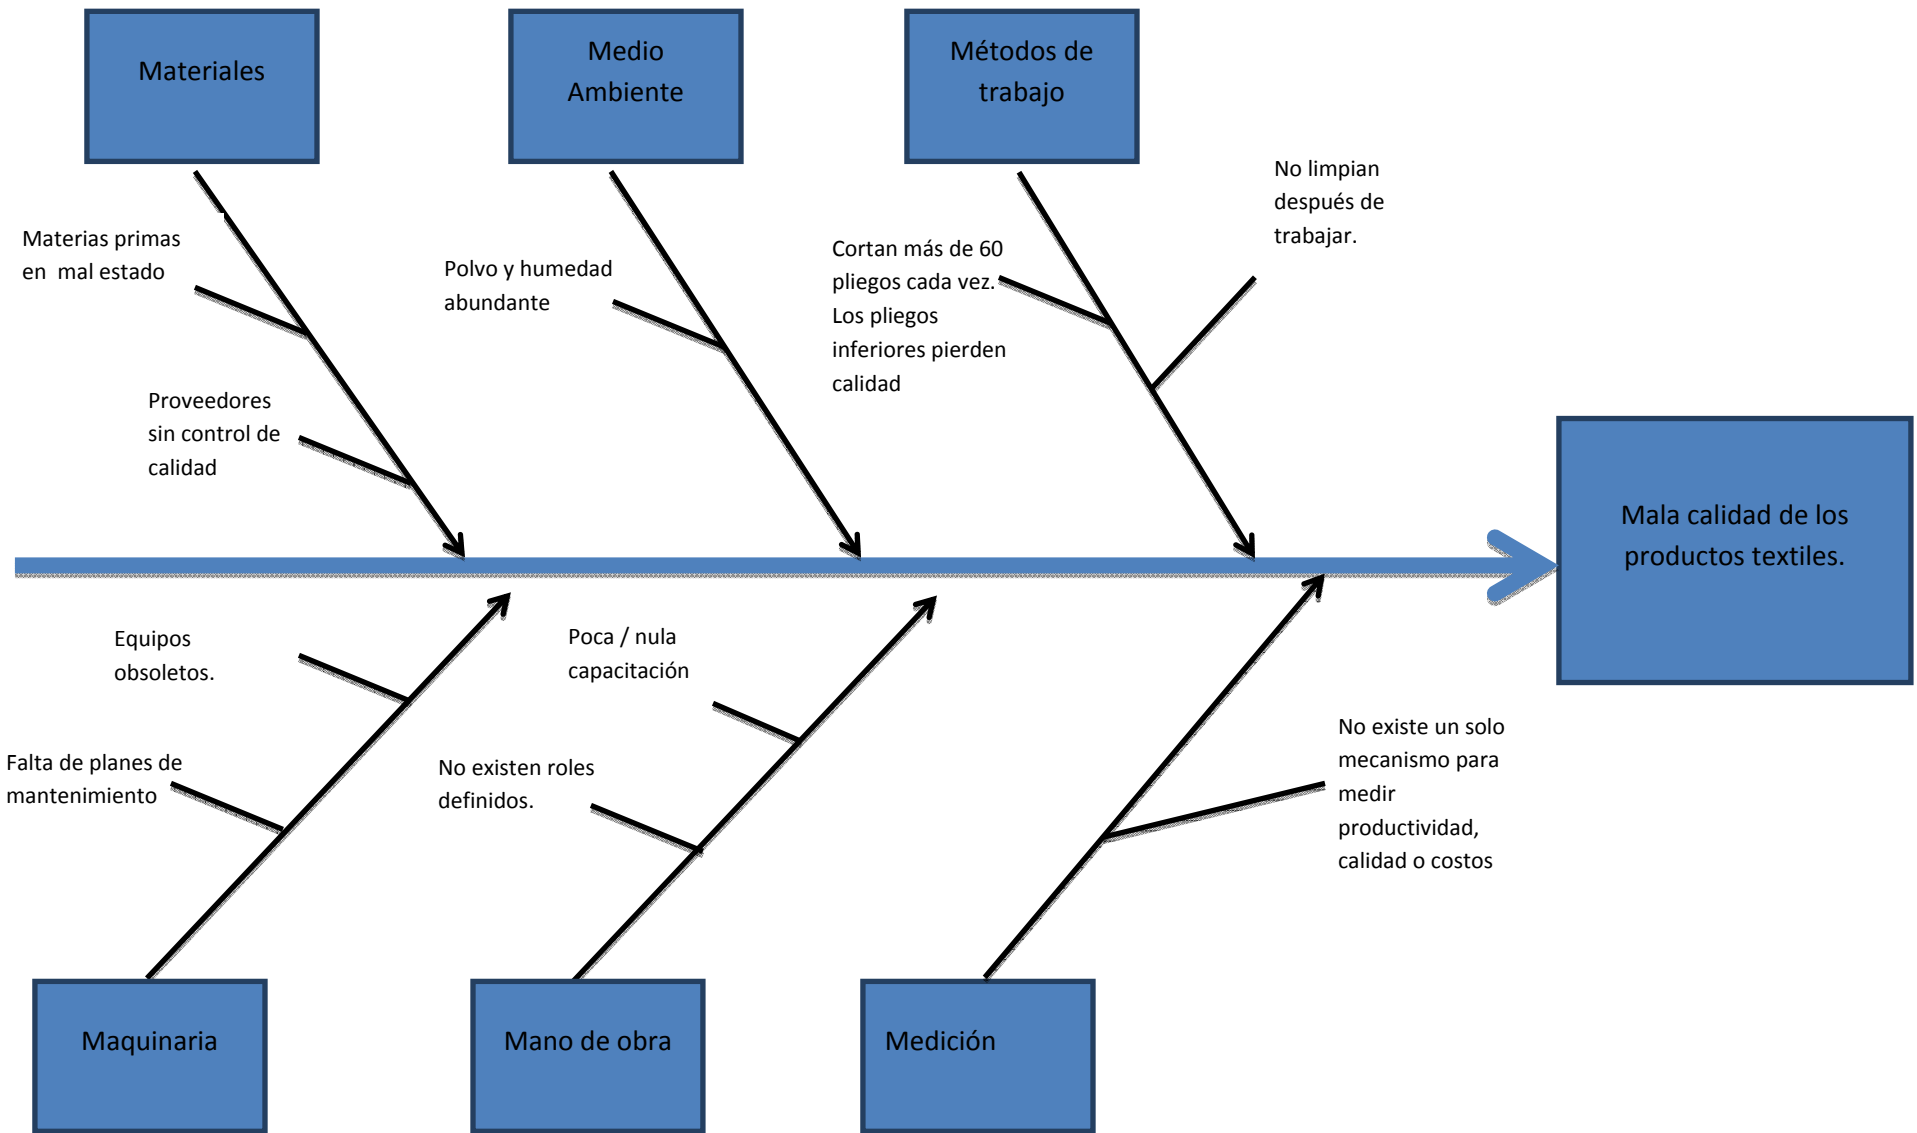 Materiales
Medio
Ambiente
Métodos de
trabajo
No limpian
después de
trabajar.
Materias primas
en mal estado
Polvo y humedad
abundante
Cortan más de 60
pliegos cada vez.
Los pliegos
inferiores pierden
calidad
Proveedores
sin control de
calidad
Mala calidad de los
productos textiles.
Equipos
obsoletos.
Poca / nula
capacitación
Falta de planes de
mantenimiento
No existen roles
definidos.
No existe un solo
mecanismo para
medir
productividad,
calidad o costos
Maquinaria
Mano de obra
Medición